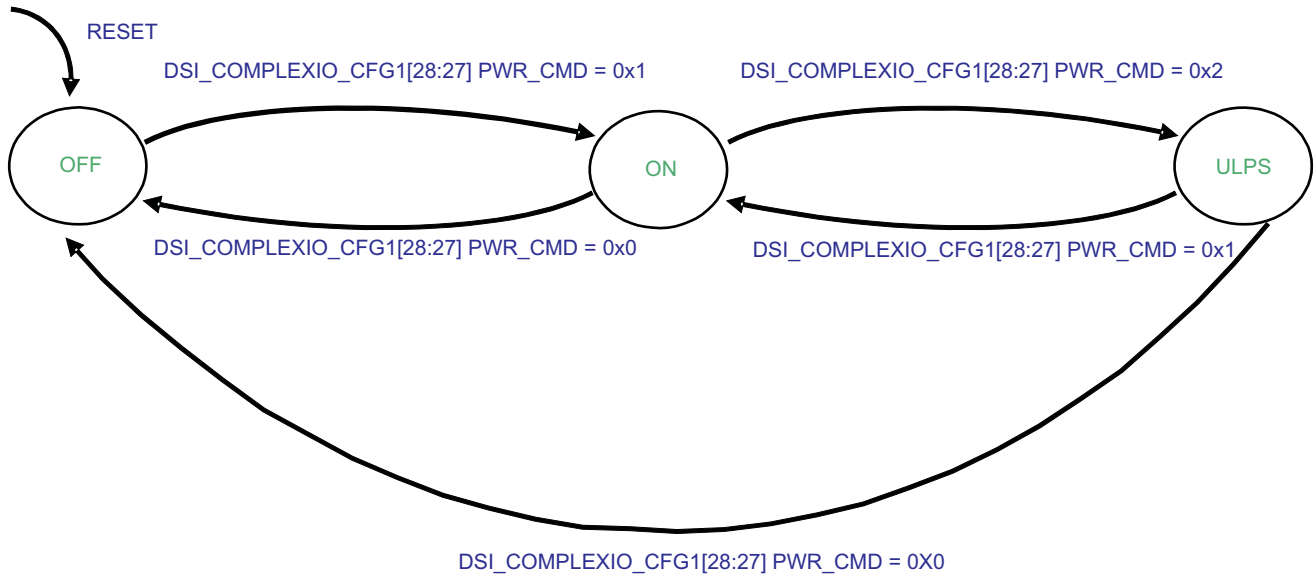 RESET
DSI_COMPLEXIO_CFG1[28:27] PWR_CMD = 0x1
DSI_COMPLEXIO_CFG1[28:27] PWR_CMD = 0x2
OFF
ON
ULPS
DSI_COMPLEXIO_CFG1[28:27] PWR_CMD = 0x0
DSI_COMPLEXIO_CFG1[28:27] PWR_CMD = 0x1
DSI_COMPLEXIO_CFG1[28:27] PWR_CMD = 0X0